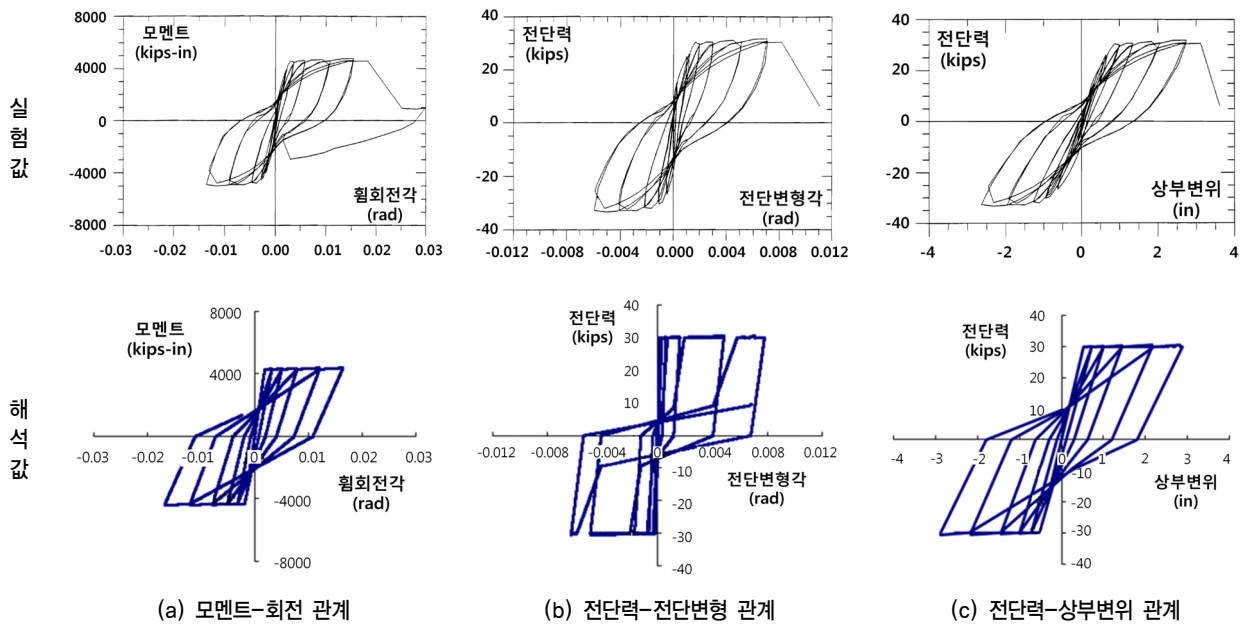 실
험
값
모멘트
(kips-in)
8000
4000
0
-4000
-8000
휨회전각
(rad)
-0.03
-0.02
-0.01
0.00
0.01
0.02
0.03
전단력
(kips)
40
20
0
-20
-40
전단변형각
(rad)
-0.012
-0.008
-0.004
0.000
0.004
0.008
0.012
전단력
(kips)
40
20
0
-20
-40
상부변위
(in)
-4
-2
0
2
4
해
석
값
모멘트
(kips-in)
8000
4000
-4000
-8000
-0.03
-0.02
-0.01
0
0.01
0.02
0.03
휨회전각
(rad)
전단력
(kips)
40
30
20
10
-10
-20
-30
-40
-0.012
-0.008
-0.004
0
0.004
0.008
0.012
전단변형각
(rad)
전단력
(kips)
40
30
20
10
-10
-20
-30
-40
-4
-3
-2
-1
0
1
2
3
4
상부변위
(in)
(a) 모멘트-회전 관계
(b) 전단력-전단변형 관계
(c) 전단력-상부변위 관계